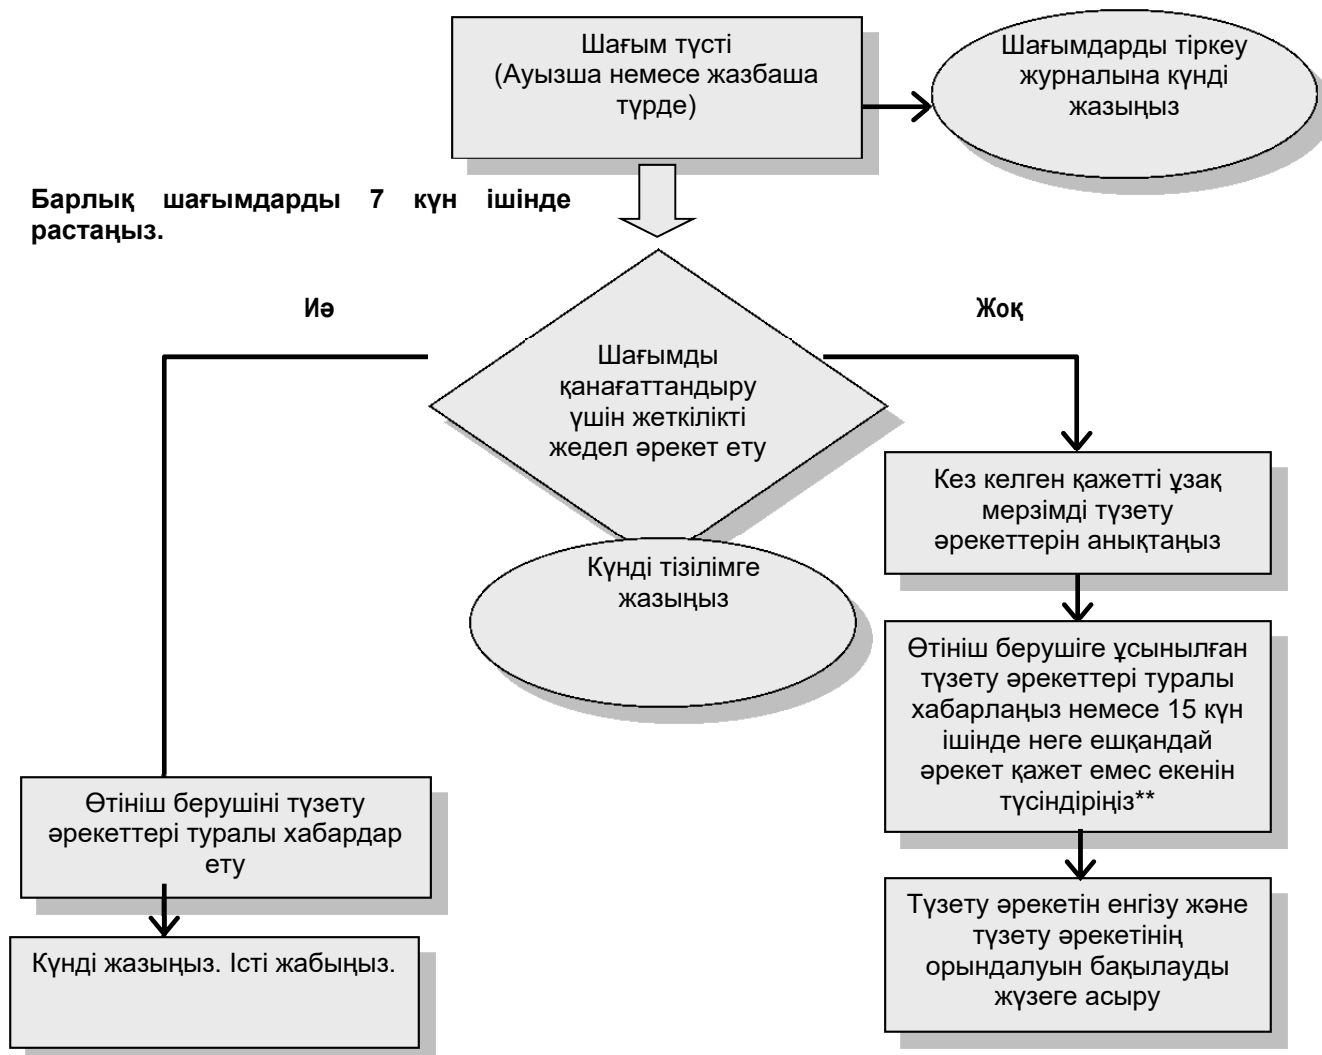 Шағым түсті
(Ауызша немесе жазбаша
түрде)
Шағымдарды тіркеу
журналына күнді
жазыңыз
Барлық шағымдарды 7 күн ішінде
растаңыз.
Иә
Жоқ
Шағымды
қанағаттандыру
үшін жеткілікті
жедел әрекет ету
Күнді тізілімге
жазыңыз
Кез келген қажетті ұзақ
мерзімді түзету
әрекеттерін анықтаңыз
Өтініш берушіге ұсынылған
түзету әрекеттері туралы
хабарлаңыз немесе 15 күн
ішінде неге ешқандай
әрекет қажет емес екенін
түсіндіріңіз**
Түзету әрекетін енгізу және
түзету әрекетінің
орындалуын бақылауды
жүзеге асыру
Өтініш берушіні түзету
әрекеттері туралы хабардар
ету
Күнді жазыңыз. Істі жабыңыз.